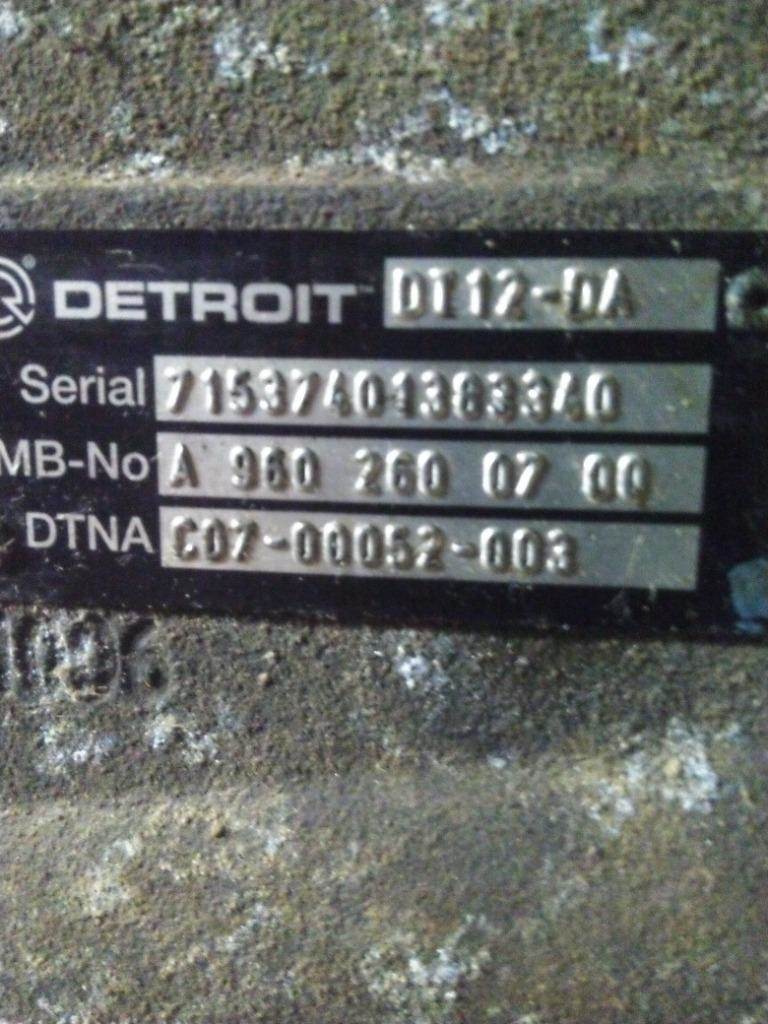 ® DETROIT DT12-DA
Serial 71537401383340
MB-No A 960 260 07 00
DTNA C07-00052-003